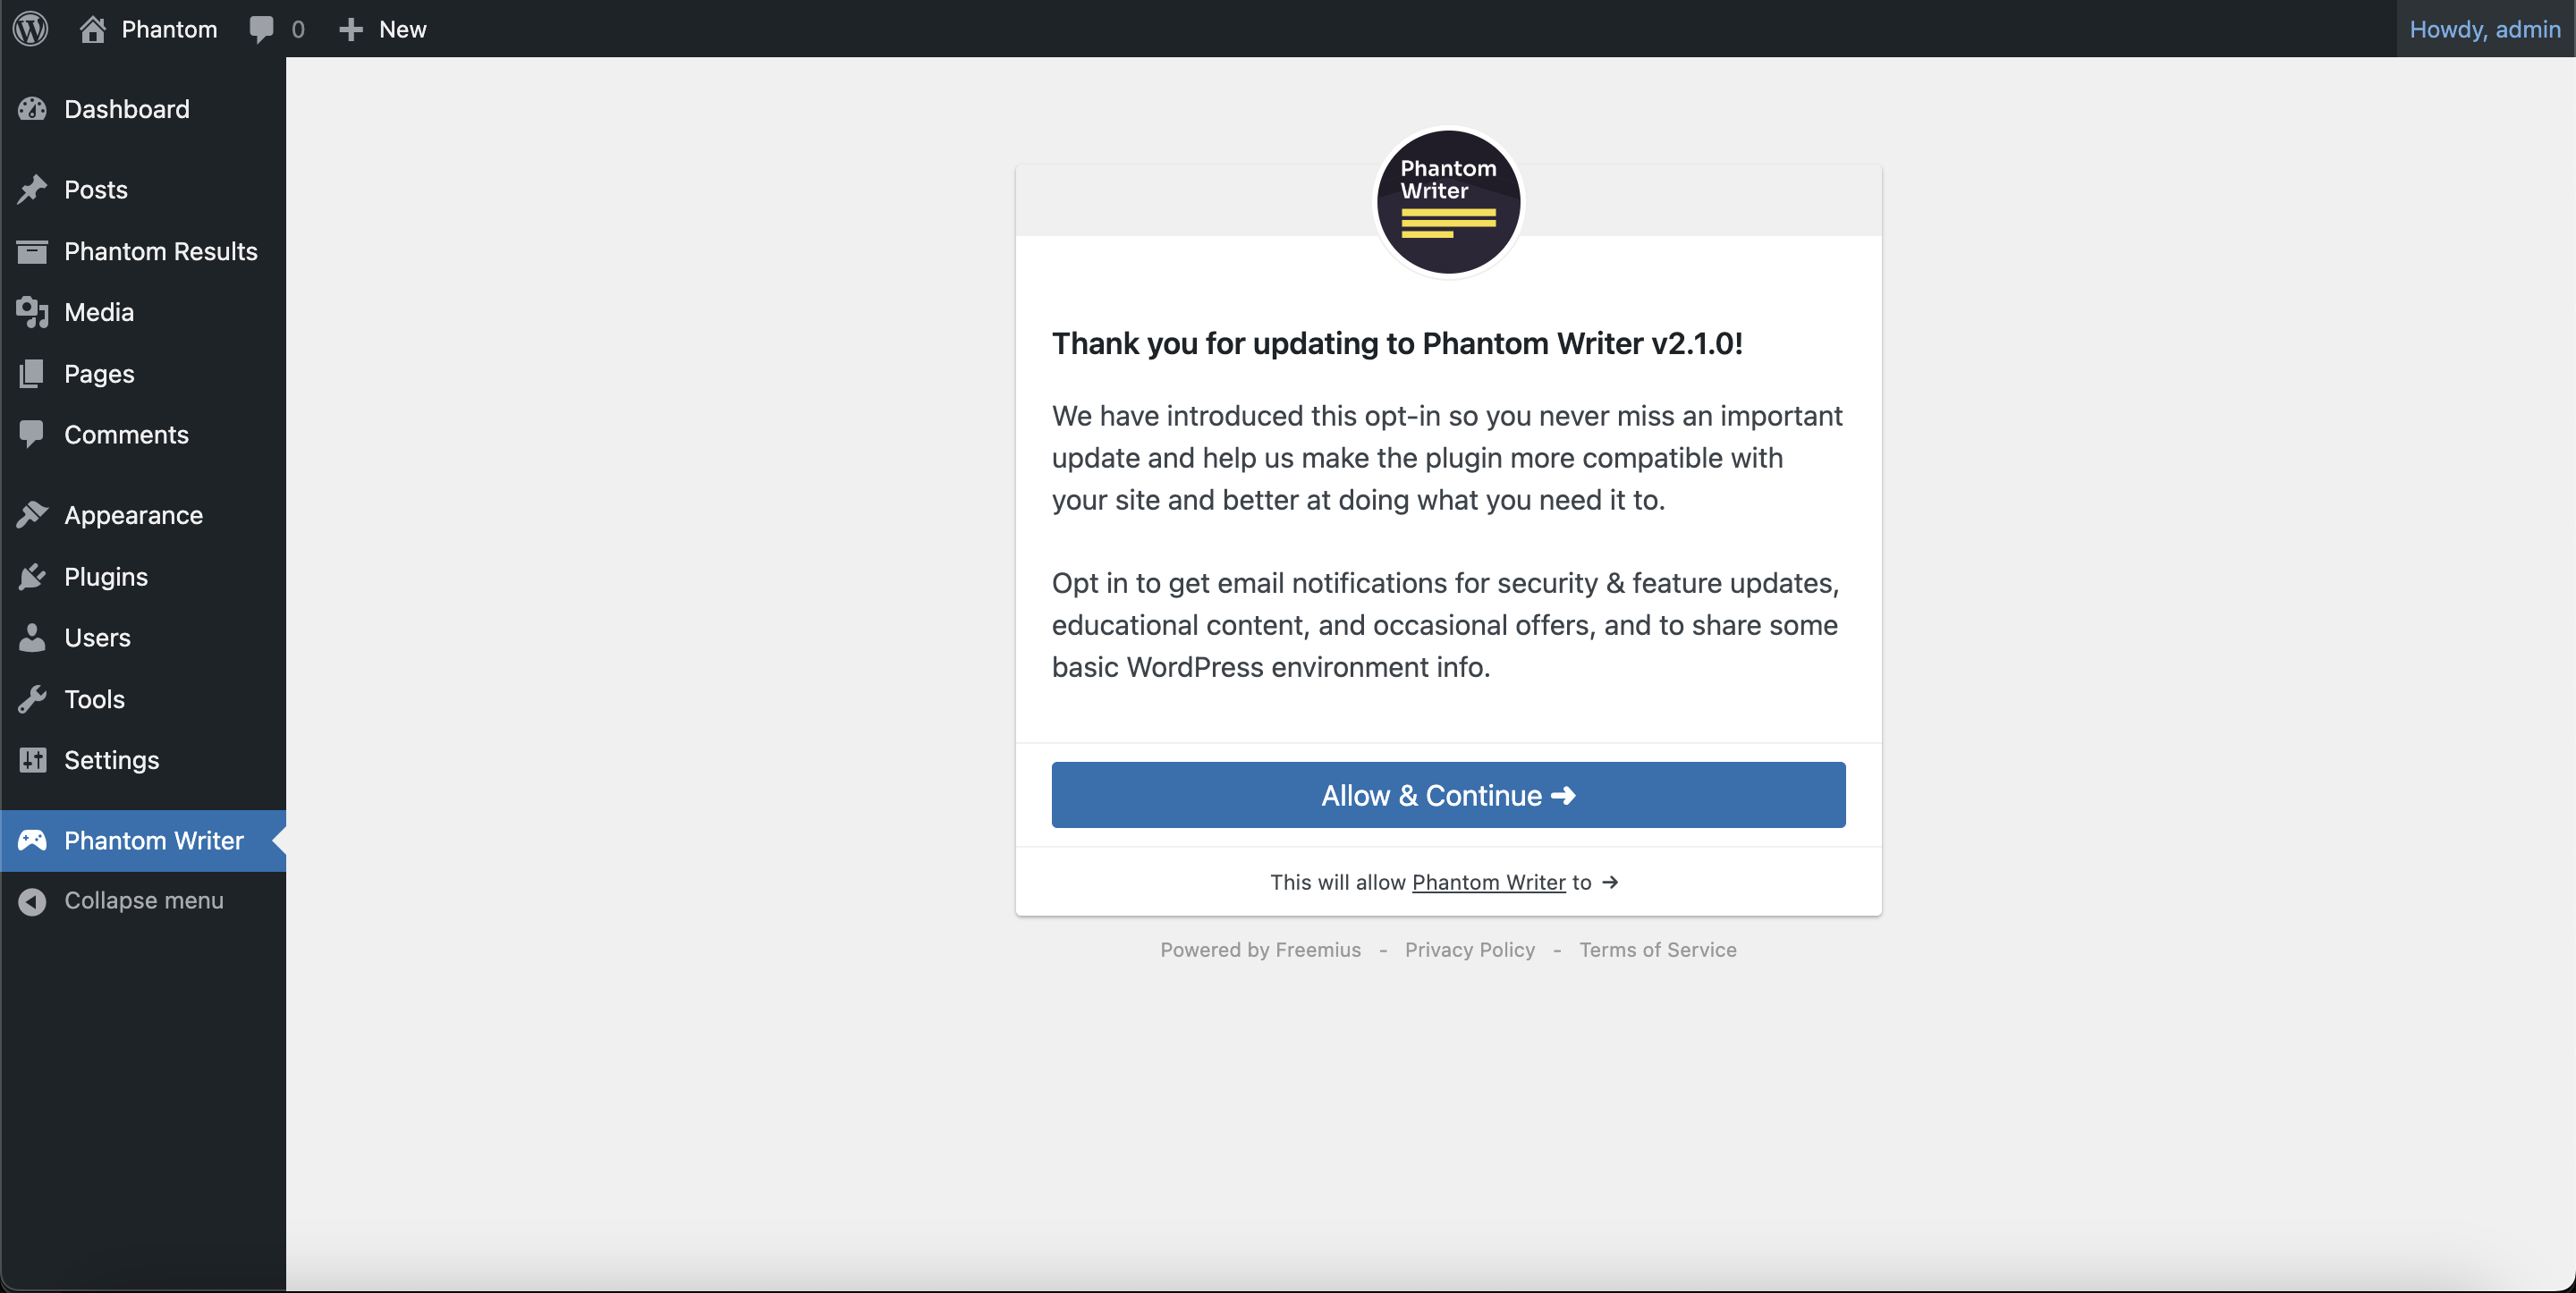 Phantom 0 New Howdy, admin
Dashboard
Posts
Phantom Results
Media
Pages
Comments
Appearance
Plugins
Users
Tools
Settings
Phantom Writer
Collapse menu
Phantom
Writer
Thank you for updating to Phantom Writer v2.1.0!
We have introduced this opt-in so you never miss an important
update and help us make the plugin more compatible with
your site and better at doing what you need it to.
Opt in to get email notifications for security & feature updates,
educational content, and occasional offers, and to share some
basic WordPress environment info.
Allow & Continue ➜
This will allow Phantom Writer to →
Powered by Freemius - Privacy Policy - Terms of Service